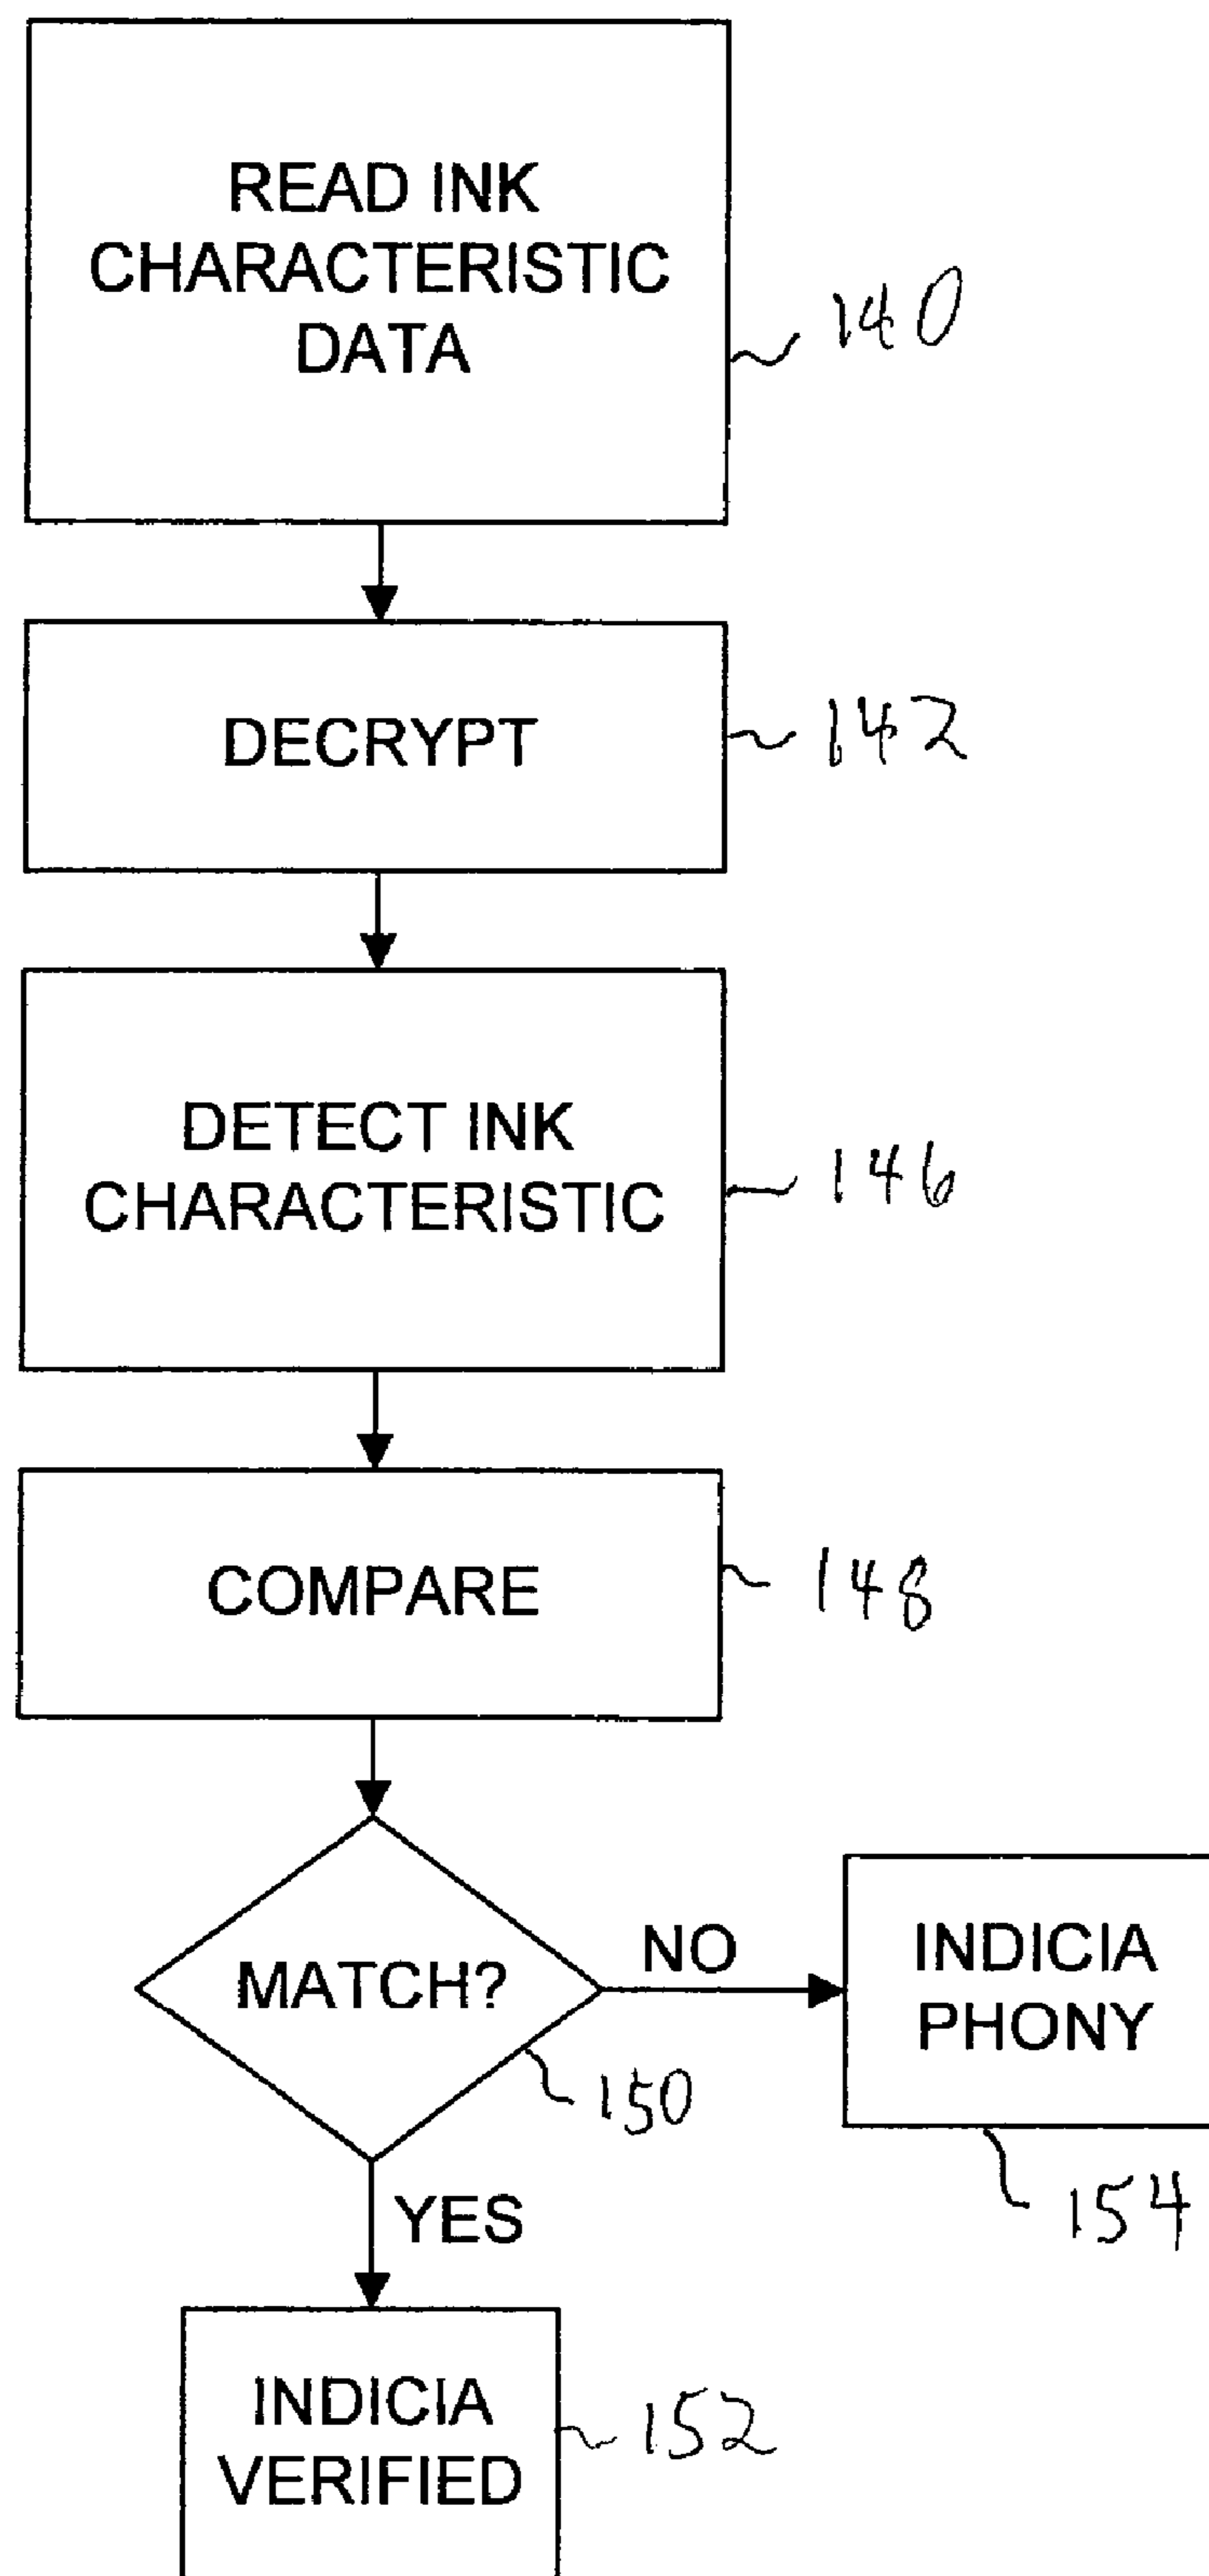 READ INK
CHARACTERISTIC
DATA
140
DECRYPT
142
DETECT INK
CHARACTERISTIC
146
COMPARE
148
MATCH?
NO
INDICIA
PHONY
150
154
YES
INDICIA
VERIFIED
152